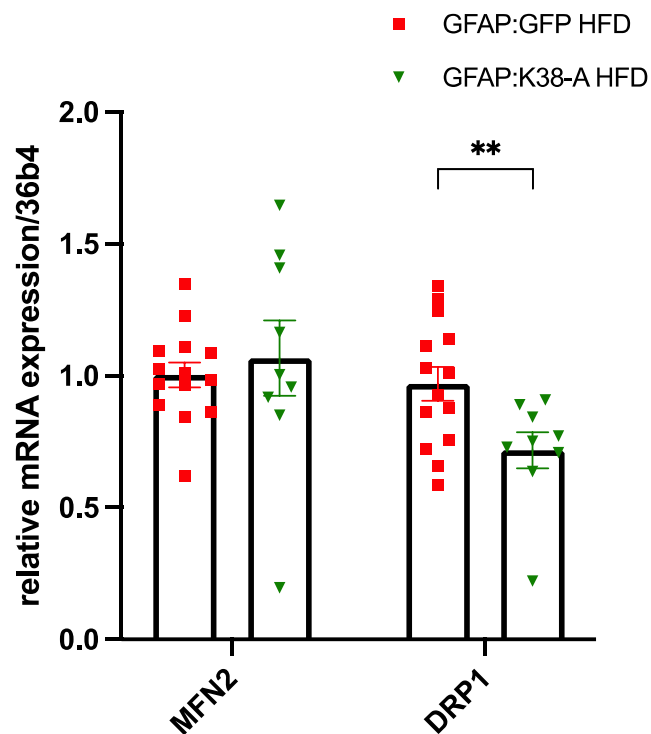 GFAP:GFP HFD
GFAP:K38-A HFD
relative mRNA expression/36b4
2.0
**
1.5
1.0
0.5
0.0
MFN2
DRP1